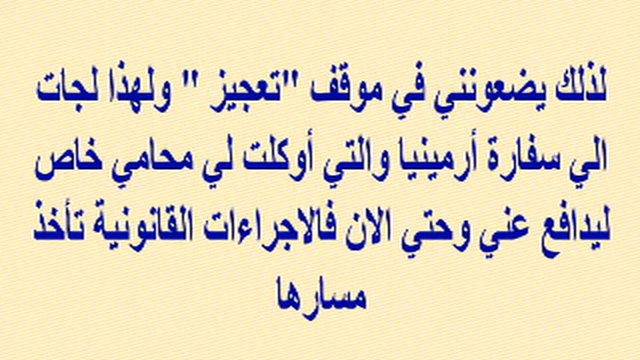 لذلك يضعونني في موقف "تعجيز " ولهذا لجات
الي سفارة أرمينيا والتي أوكلت لي محامي خاص
ليدافع عني وحتي الان فالاجراءات القانونية تأخذ
مسارها